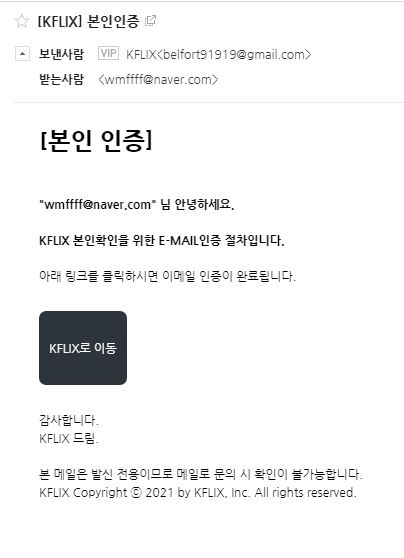 [KFLIX] 본인인증
보낸사람 VIP KFLIX<belfort91919@gmail.com>
받는사람 <wmffff@naver.com>
[본인 인증]
"wmffff@naver.com" 님 안녕하세요.
KFLIX 본인확인을 위한 E-MAIL인증 절차입니다.
아래 링크를 클릭하시면 이메일 인증이 완료됩니다.
KFLIX로 이동
감사합니다.
KFLIX 드림.
본 메일은 발신 전용이므로 메일로 문의 시 확인이 불가능합니다.
KFLIX Copyright ⓒ 2021 by KFLIX, Inc. All rights reserved.